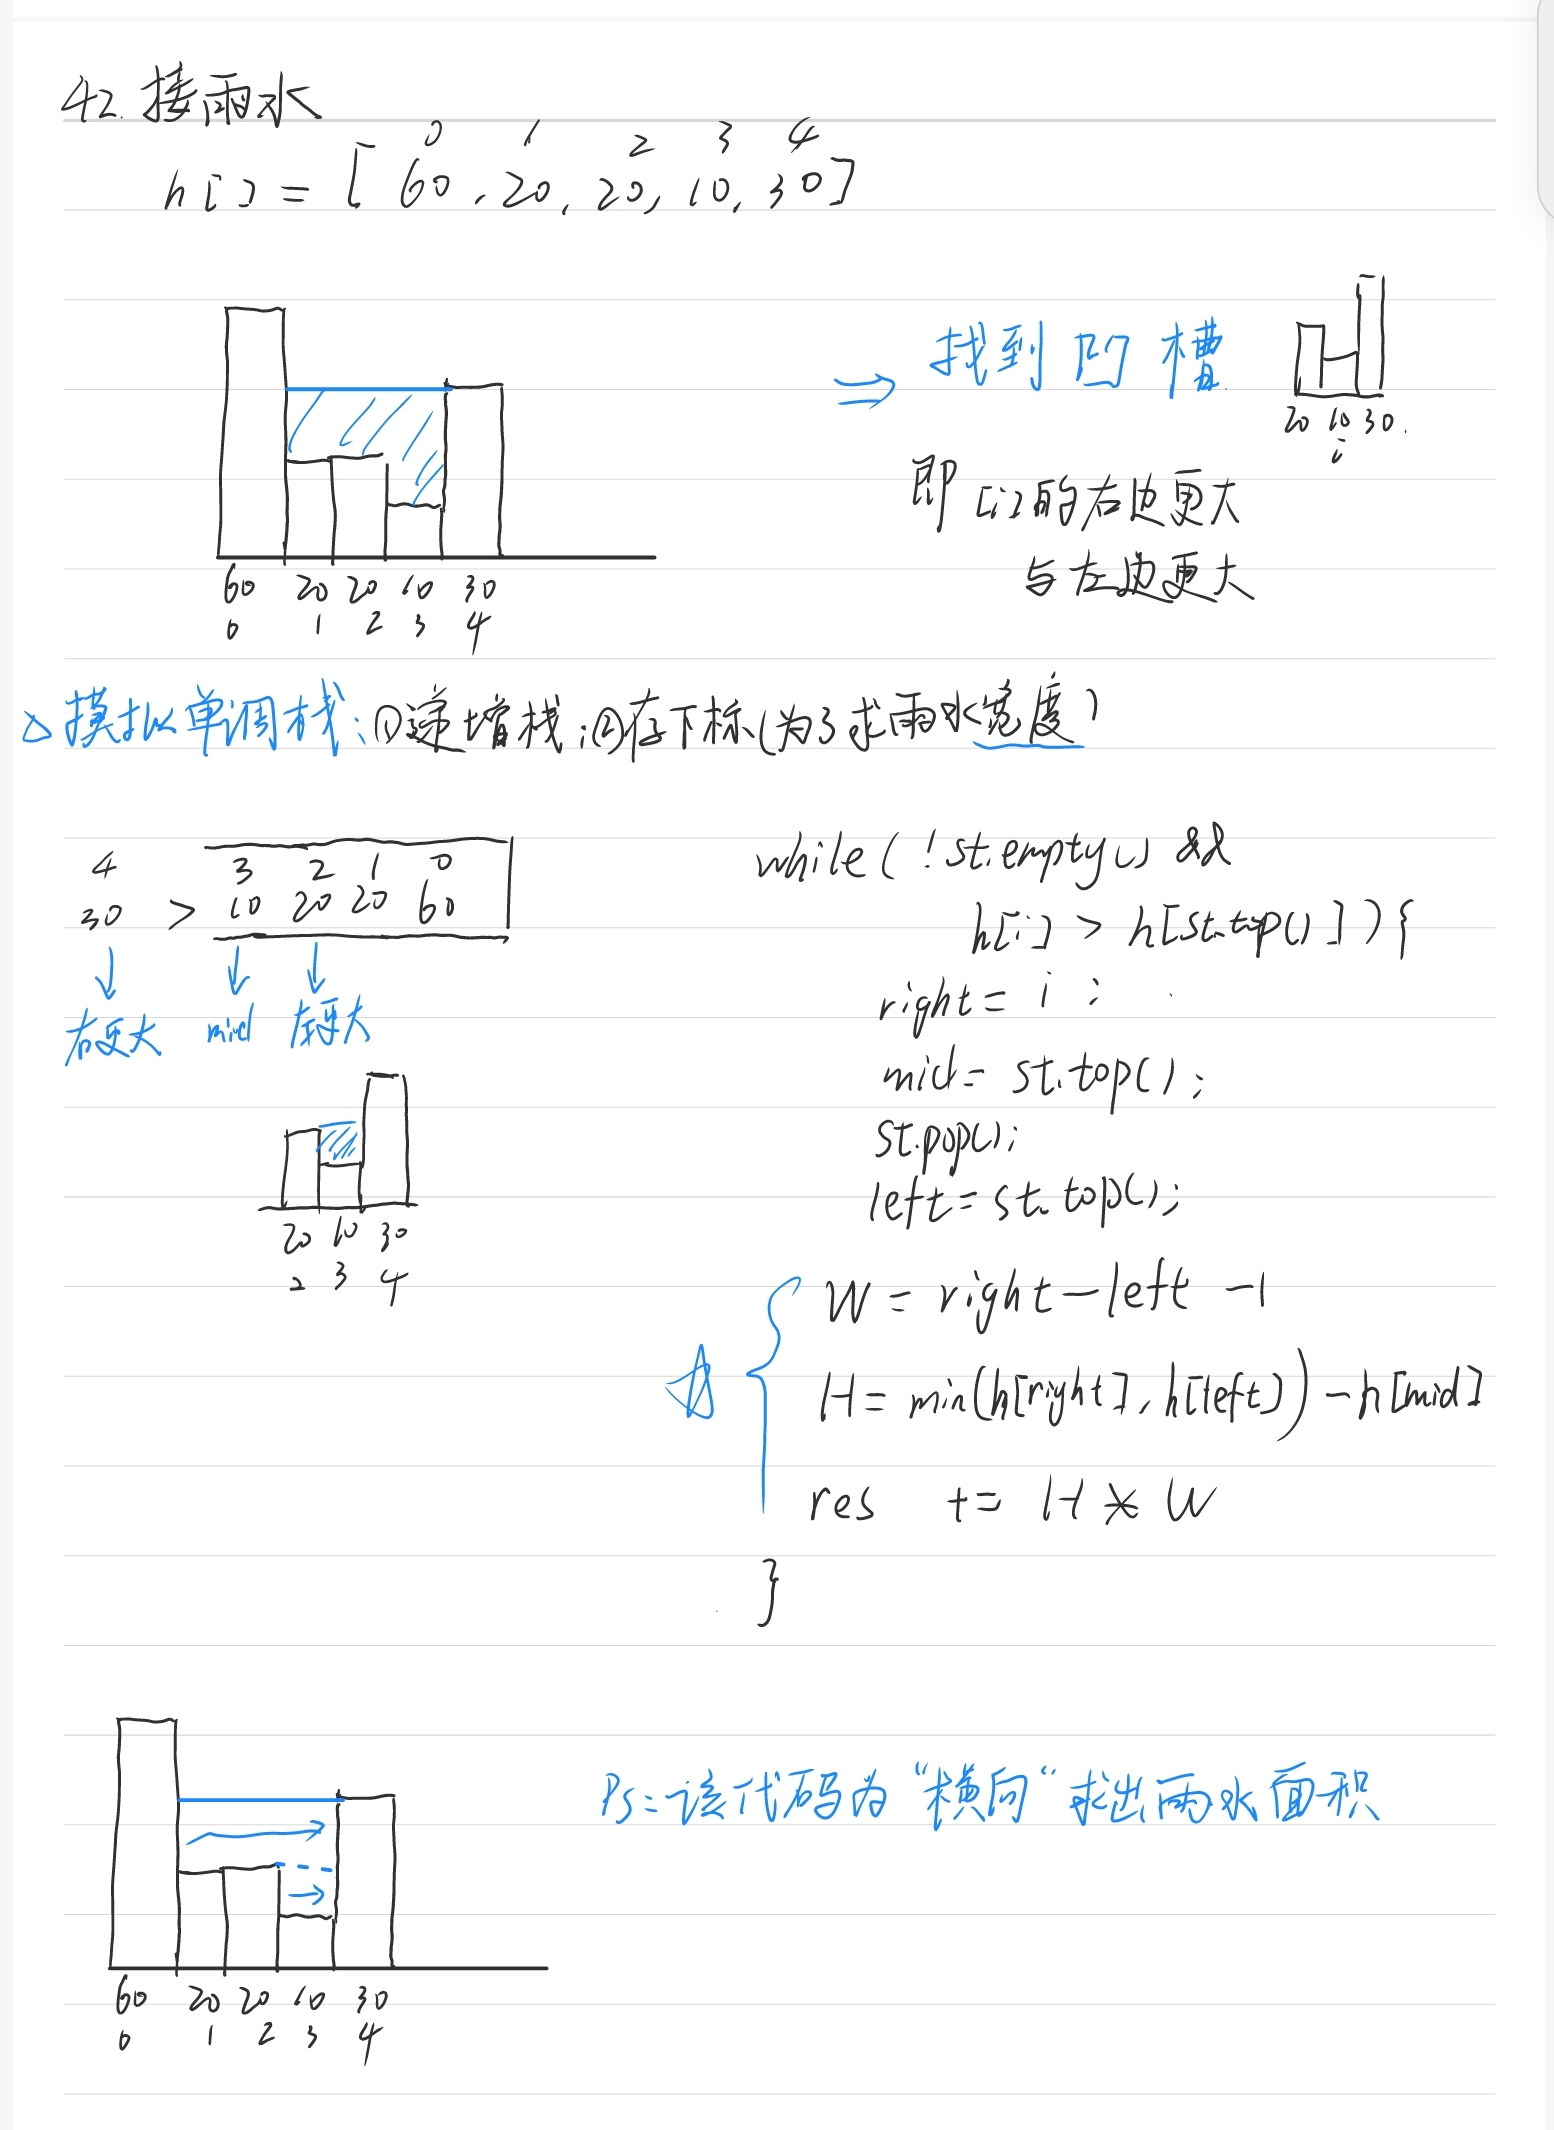 42. 接雨水
0 1 2 3 4
h[] = [60, 20, 20, 10, 30]
⇒ 找到凹槽
20 10 30.
i
即[i]的右边更大
与左边更大
60 20 20 10 30
0 1 2 3 4
△模拟单调栈:①递增栈;②存下标(为了求雨水宽度)
4 3 2 1 0
30 > 10 20 20 60
右更大 mid 左更大
20 10 30
2 3 4
while(!st.empty() &&
h[i] > h[st.top()]){
right = i;
mid = st.top();
st.pop();
left = st.top();
W = right-left-1
H = min(h[right], h[left])-h[mid]
res += H*W
}
Ps:该代码为“横向“求出雨水面积
60 20 20 10 30
0 1 2 3 4